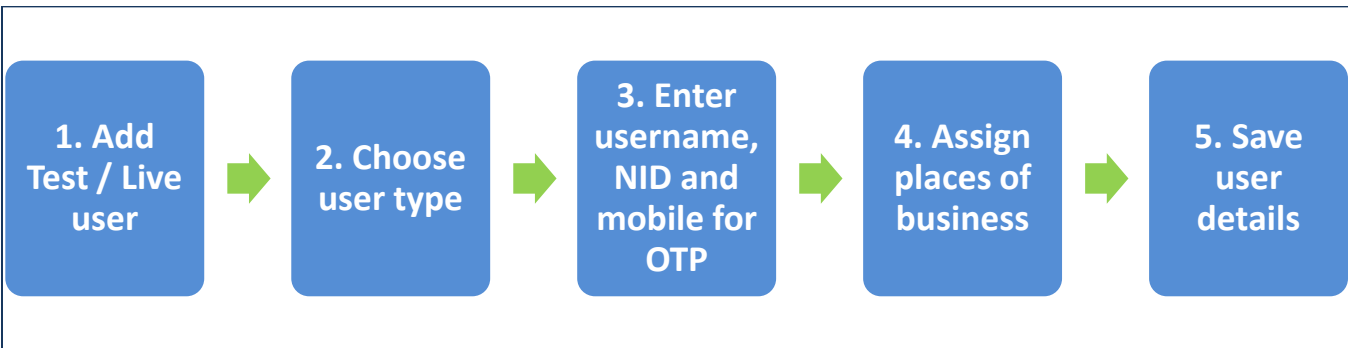 1. Add
Test / Live
user
2. Choose
user type
3. Enter
username,
NID and
mobile for
OTP
4. Assign
places of
business
5. Save
user
details